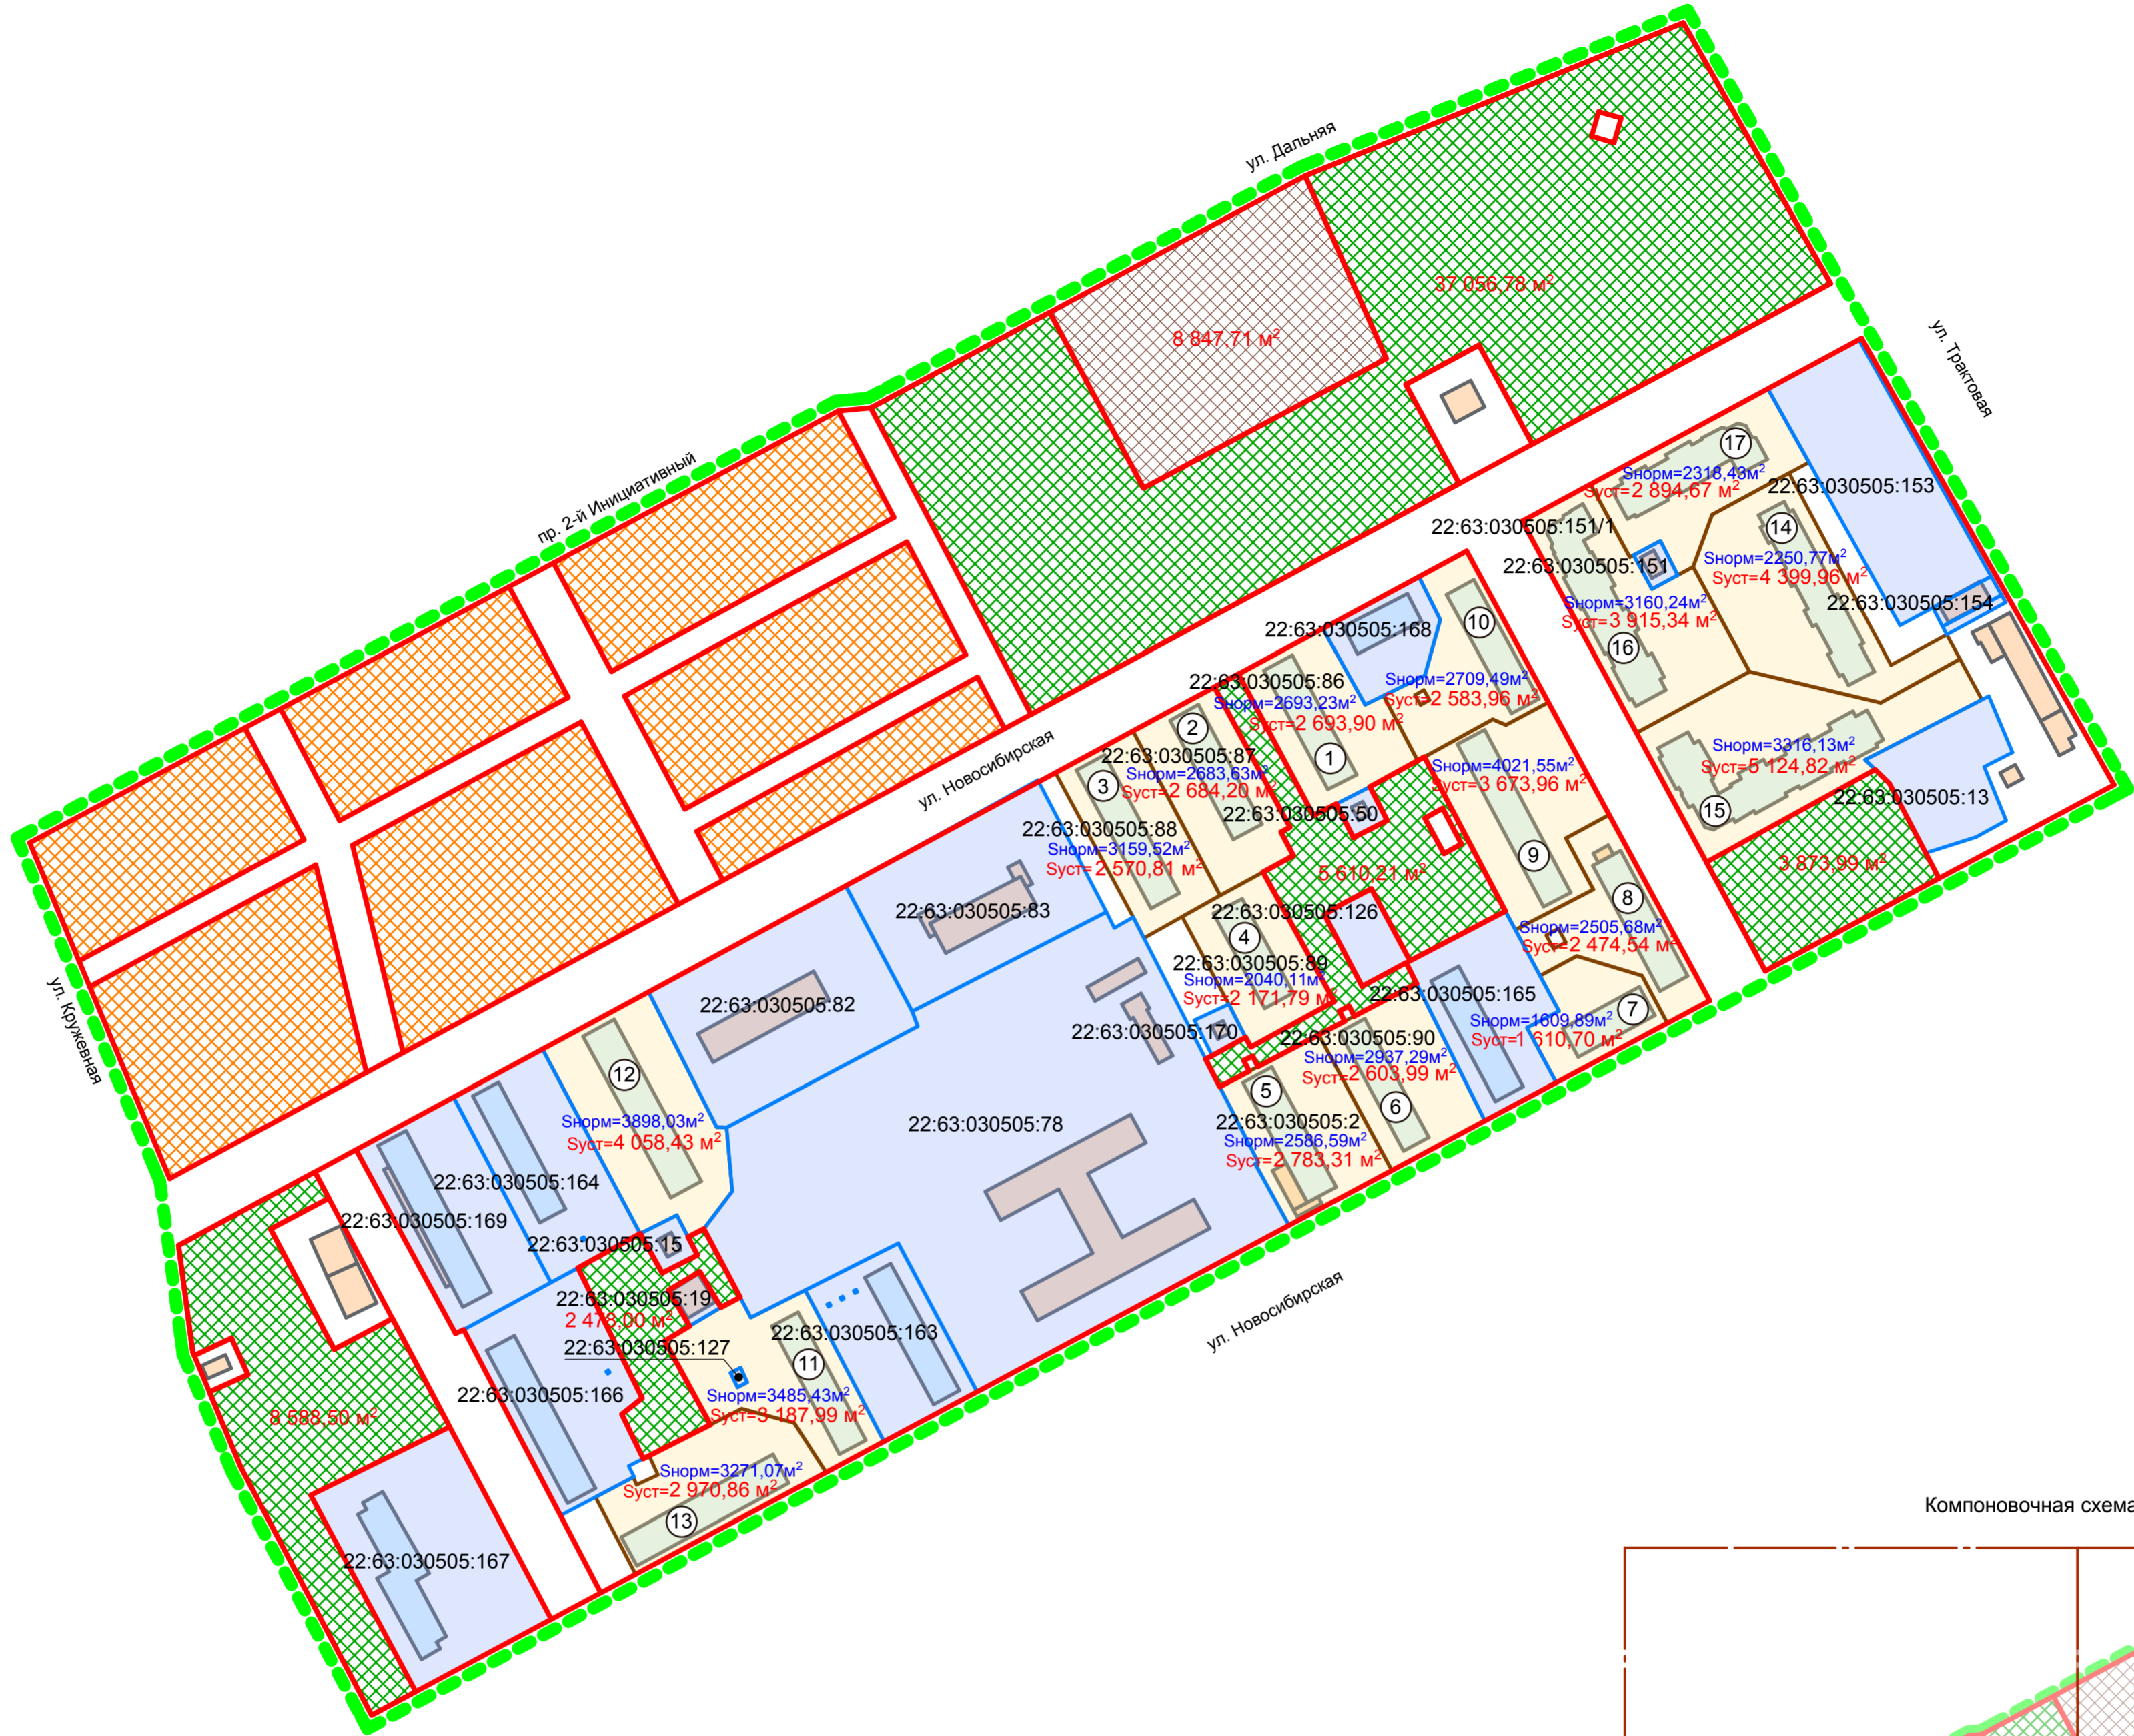 ул. Дальняя
37 056,78 м²
8 847,71 м²
ул. Трактовая
пр. 2-й Инициативный
17
Sнорм=2318,43м²
Sуст=2 894,67 м²
22:63:030505:153
22:63:030505:151/1
14
22:63:030505:151
Sнорм=2250,77м²
Sуст=4 399,96 м²
22:63:030505:154
Sнорм=3160,24м²
Sуст=3 915,34 м²
16
10
22:63:030505:168
22:63:030505:86
Sнорм=2693,23м²
Sуст=2 693,90 м²
1
Sнорм=2709,49м²
Sуст=2 583,96 м²
2
22:63:030505:87
Sнорм=2683,63м²
Sуст=2 684,20 м²
3
ул. Новосибирская
Sнорм=3316,13м²
Sуст=5 124,82 м²
15
22:63:030505:13
Sнорм=4021,55м²
Sуст=3 673,96 м²
22:63:030505:50
22:63:030505:88
Sнорм=3159,52м²
Sуст=2 570,81 м²
9
3 873,99 м²
5 610,21 м²
8
22:63:030505:83
22:63:030505:126
4
Sнорм=2505,68м²
Sуст=2 474,54 м²
22:63:030505:89
Sнорм=2040,11м²
Sуст=2 171,79 м²
22:63:030505:165
22:63:030505:82
7
Sнорм=1609,89м²
Sуст=1 610,70 м²
22:63:030505:170
22:63:030505:90
Sнорм=2937,29м²
Sуст=2 603,99 м²
ул. Кружевная
12
5
6
Sнорм=3898,03м²
Sуст=4 058,43 м²
22:63:030505:78
22:63:030505:2
Sнорм=2586,59м²
Sуст=2 783,31 м²
22:63:030505:164
22:63:030505:169
22:63:030505:15
22:63:030505:19
2 478,00 м²
22:63:030505:127
22:63:030505:163
11
ул. Новосибирская
22:63:030505:166
Sнорм=3485,43м²
Sуст=3 187,99 м²
8 588,50 м²
Sнорм=3271,07м²
Sуст=2 970,86 м²
13
22:63:030505:167
Компоновочная схема